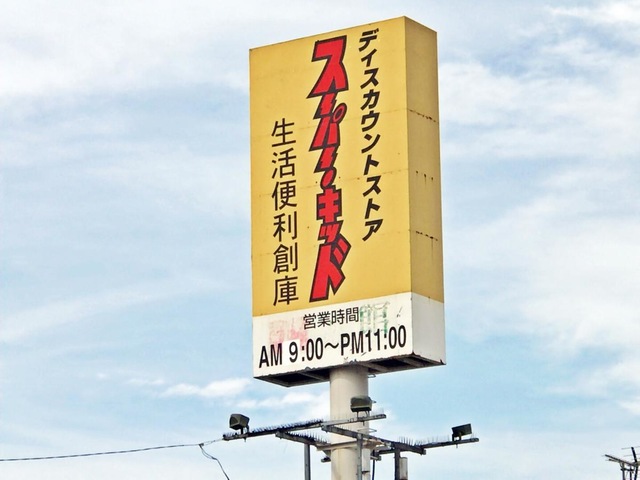 ディスカウントストア
スーパー・キッド
生活便利創庫
営業時間
AM 9:00〜PM11:00